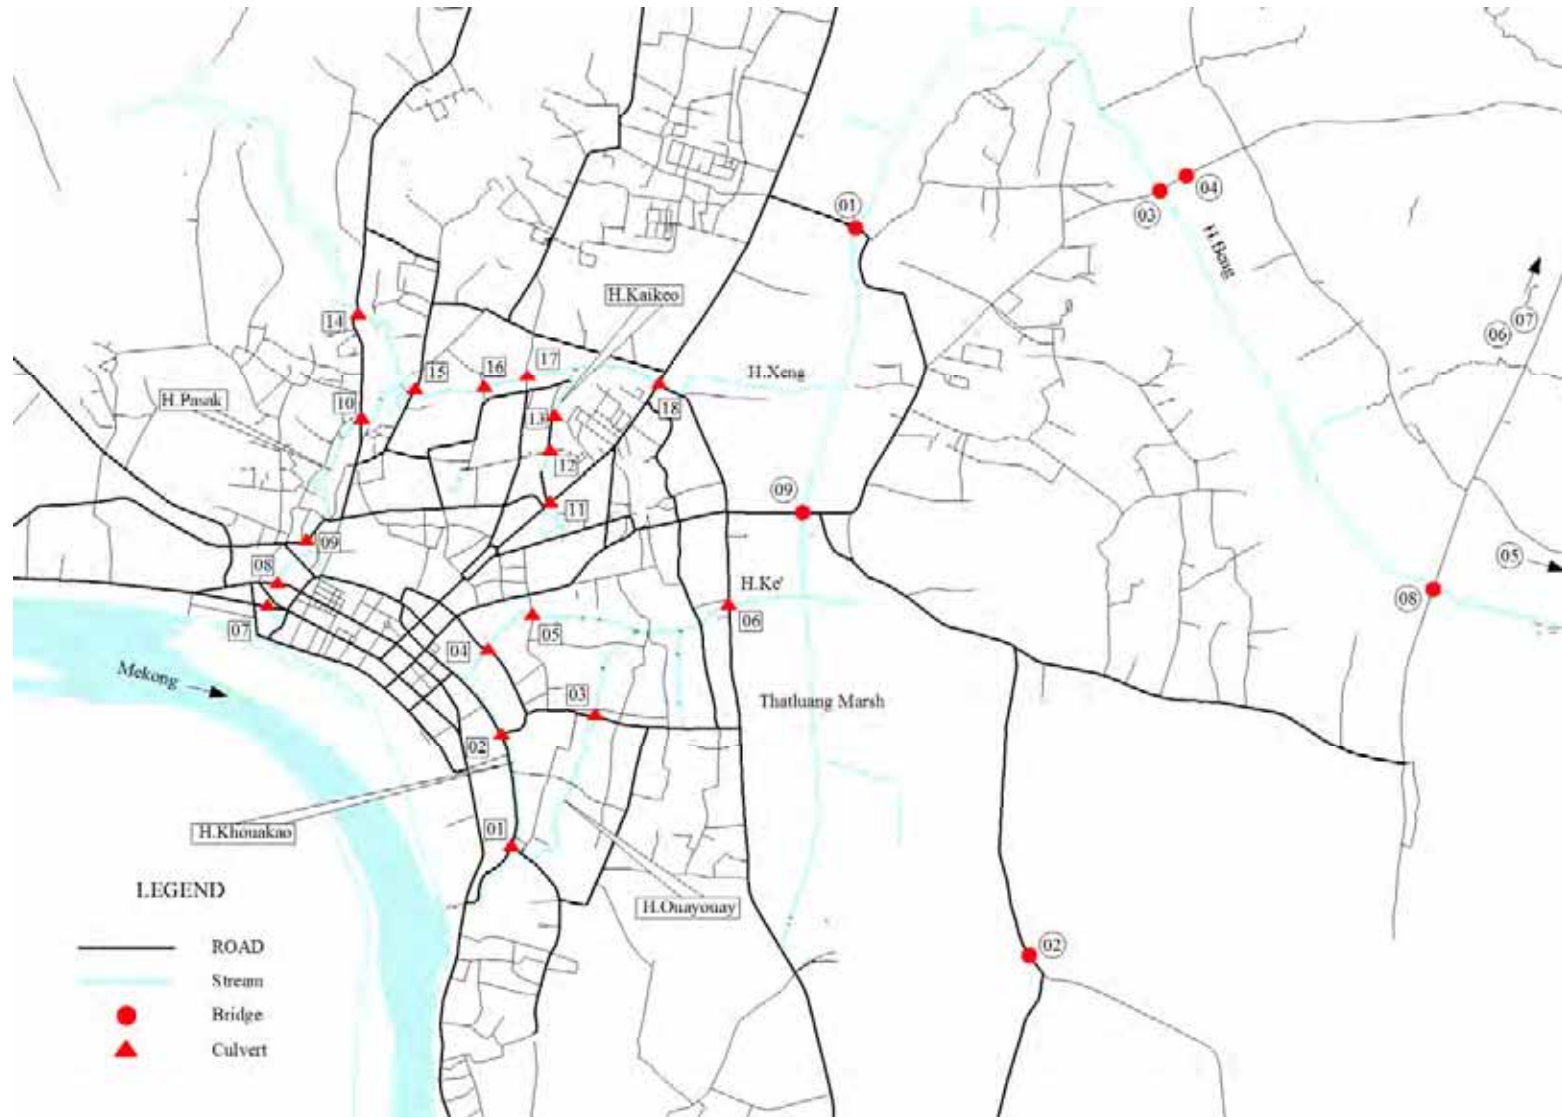 01
04
03
H.Beng
H.Kaikeo
14
06
07
17
15
16
H.Xeng
H.Pasak
10
13
18
12
09
11
09
05
08
H.Ke'
08
07
05
06
04
Mekong
03
Thatluang Marsh
02
H.Khouakao
01
LEGEND
H.Ouayouay
ROAD
02
Stream
Bridge
Culvert